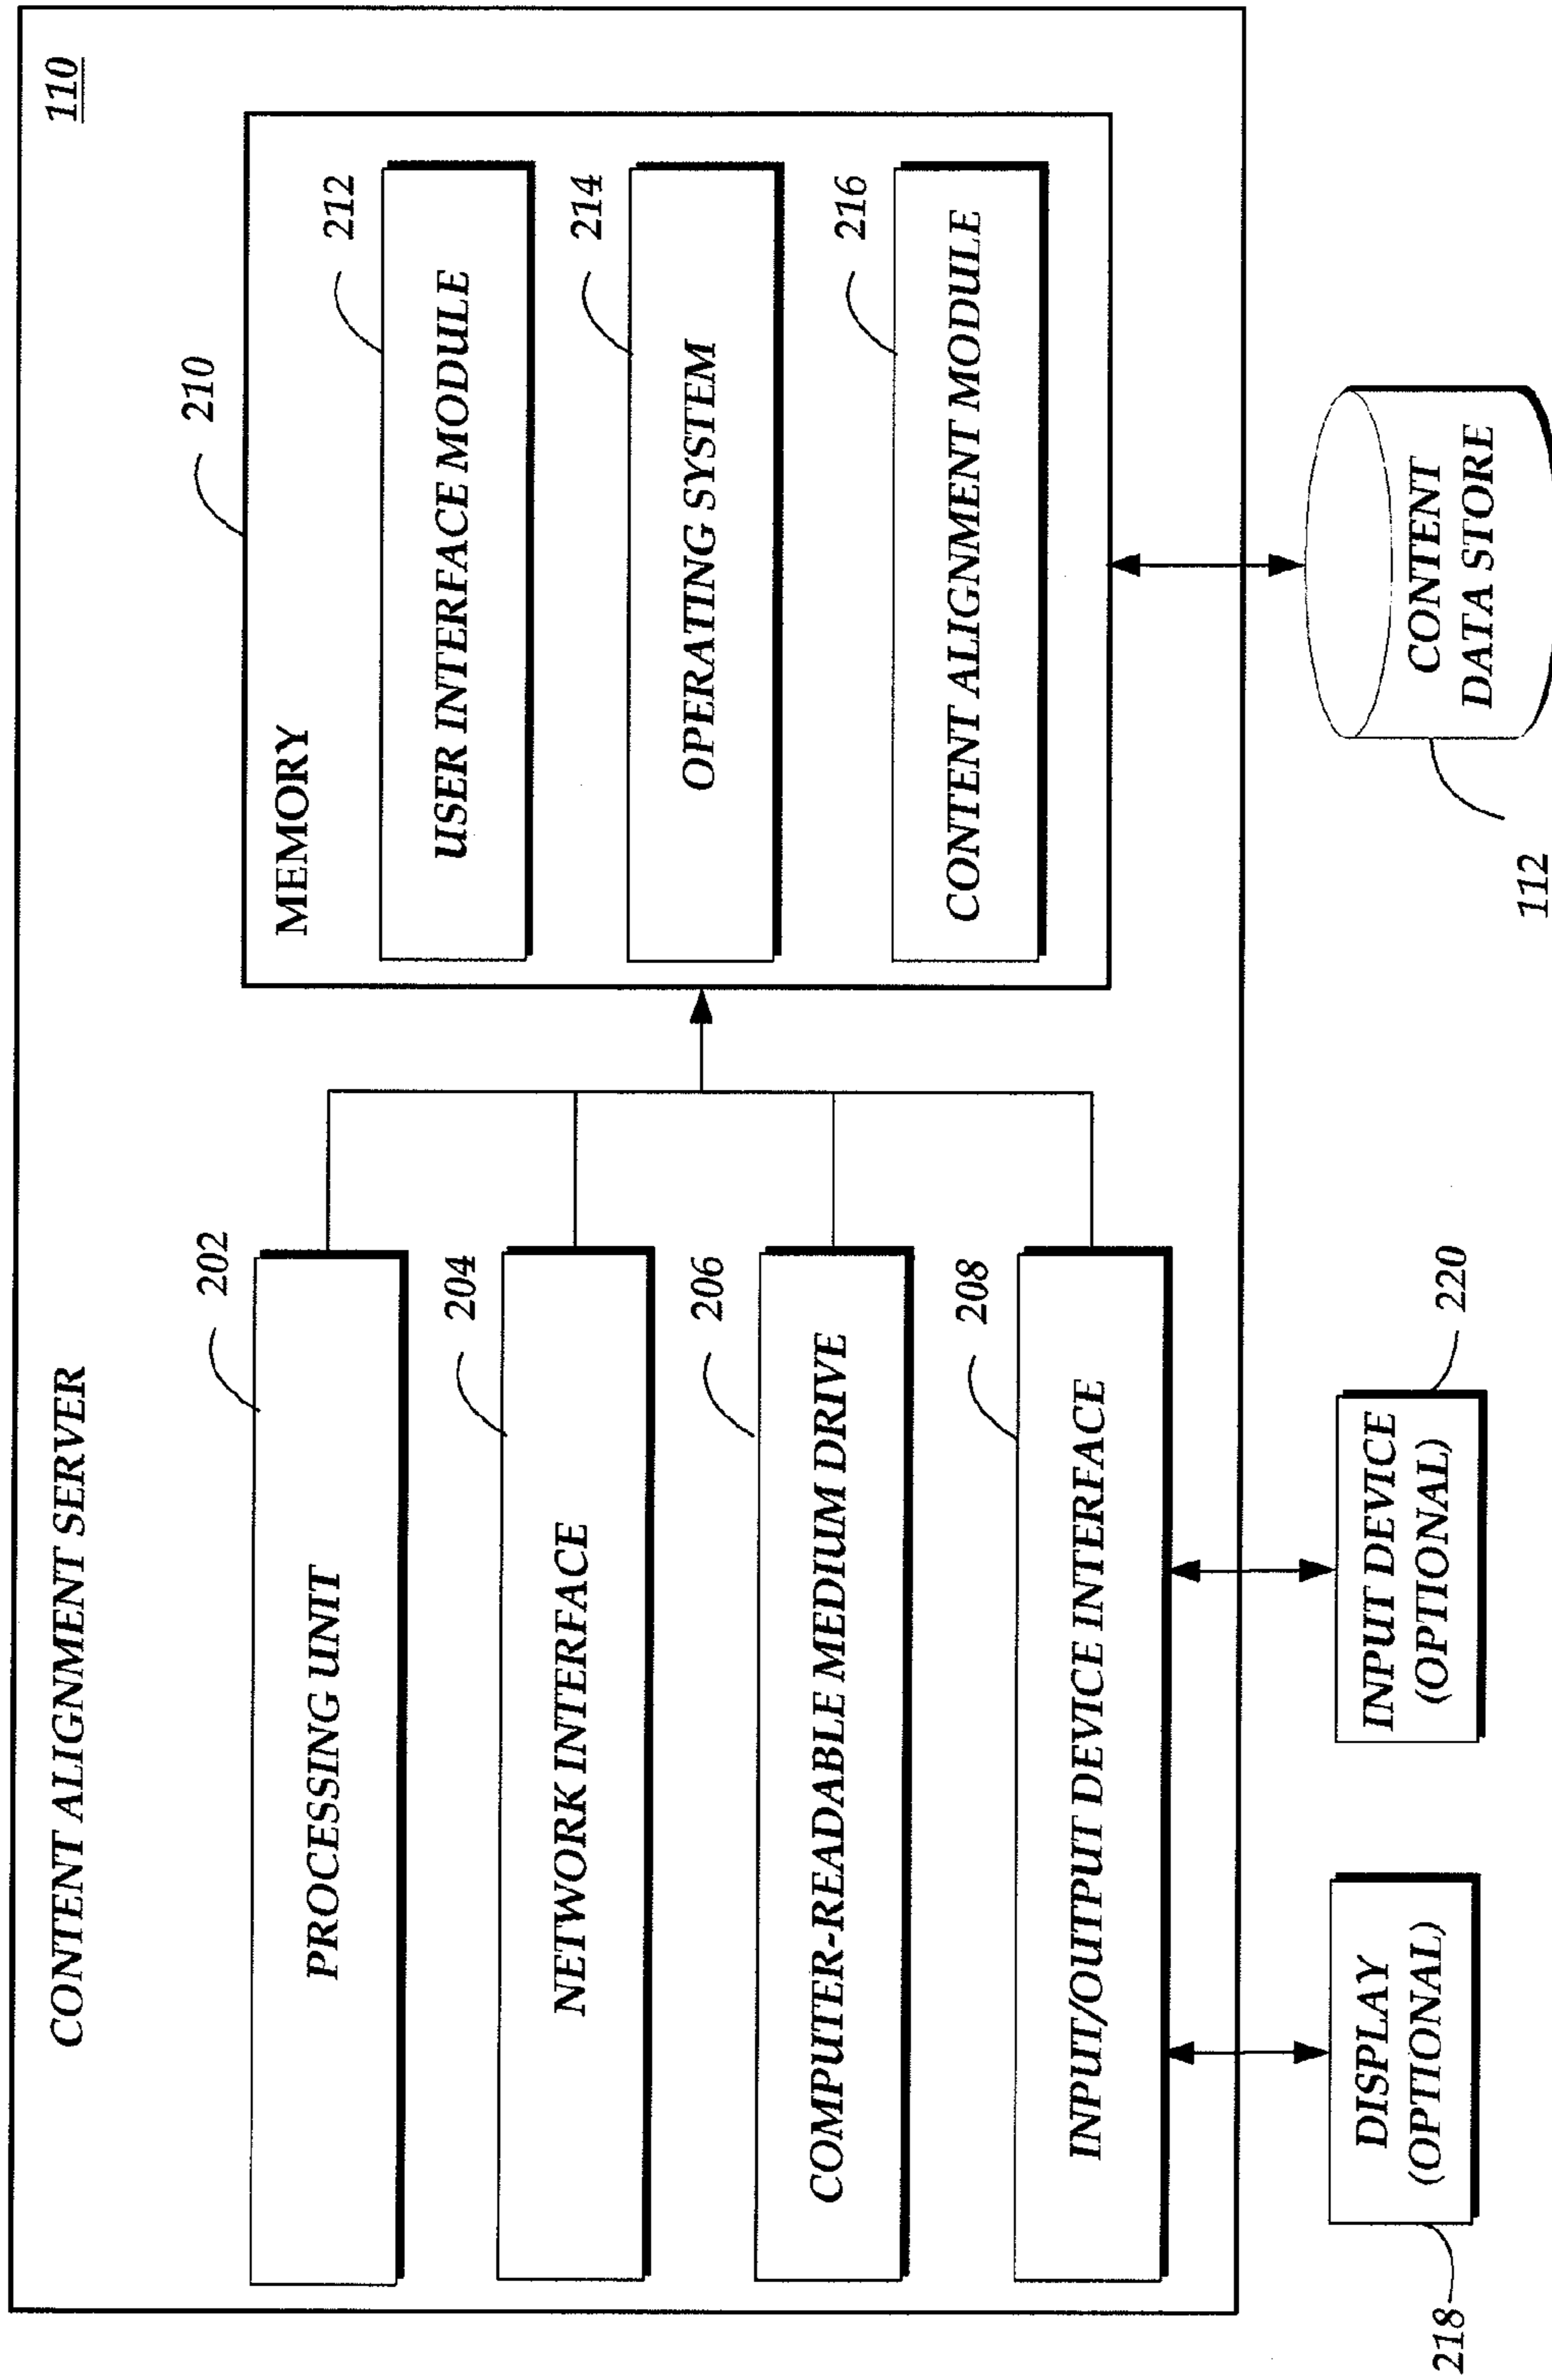 CONTENT ALIGNMENT SERVER
110
202
PROCESSING UNIT
204
NETWORK INTERFACE
206
COMPUTER-READABLE MEDIUM DRIVE
208
INPUT/OUTPUT DEVICE INTERFACE
210
MEMORY
212
USER INTERFACE MODULE
214
OPERATING SYSTEM
216
CONTENT ALIGNMENT MODULE
218
DISPLAY
(OPTIONAL)
INPUT DEVICE
(OPTIONAL)
220
112
CONTENT
DATA STORE